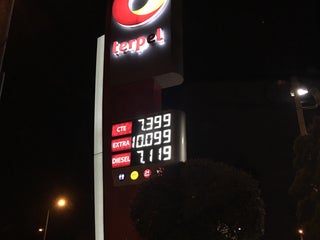 terpel
CTE 7.399
EXTRA 10.099
DIESEL 7.119